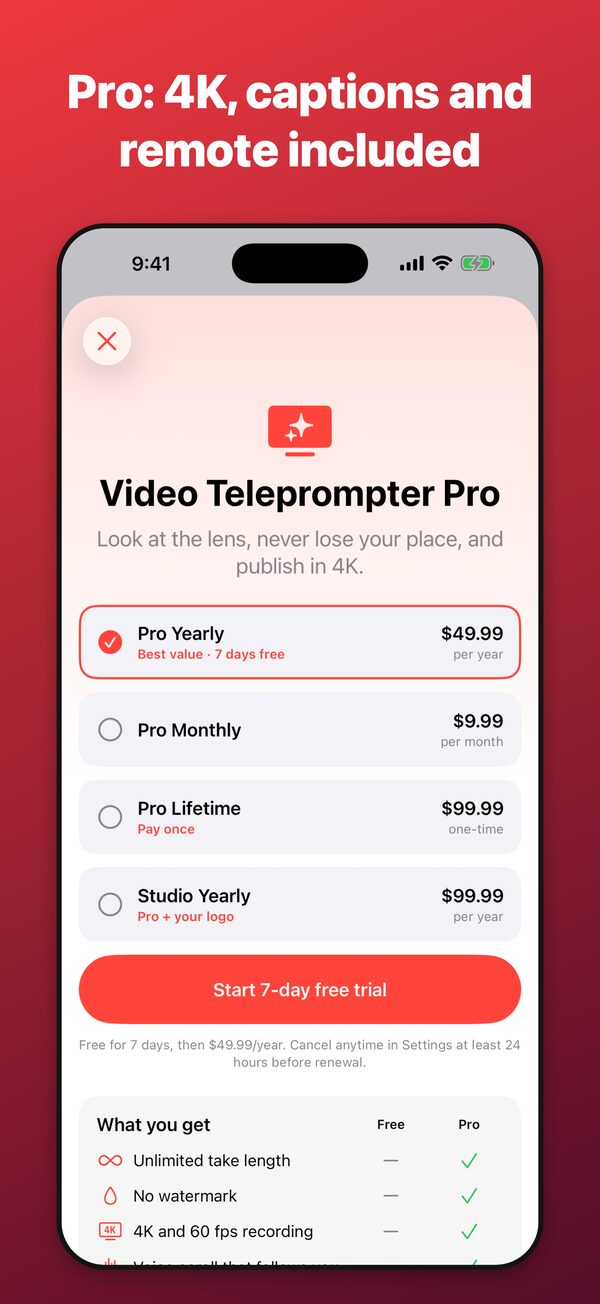 Pro: 4K, captions and
remote included
9:41
Video Teleprompter Pro
Look at the lens, never lose your place, and
publish in 4K.
Pro Yearly
$49.99
Best value · 7 days free
per year
Pro Monthly
$9.99
per month
Pro Lifetime
$99.99
Pay once
one-time
Studio Yearly
$99.99
Pro + your logo
per year
Start 7-day free trial
Free for 7 days, then $49.99/year. Cancel anytime in Settings at least 24
hours before renewal.
What you get
Free
Pro
Unlimited take length
No watermark
4K
4K and 60 fps recording